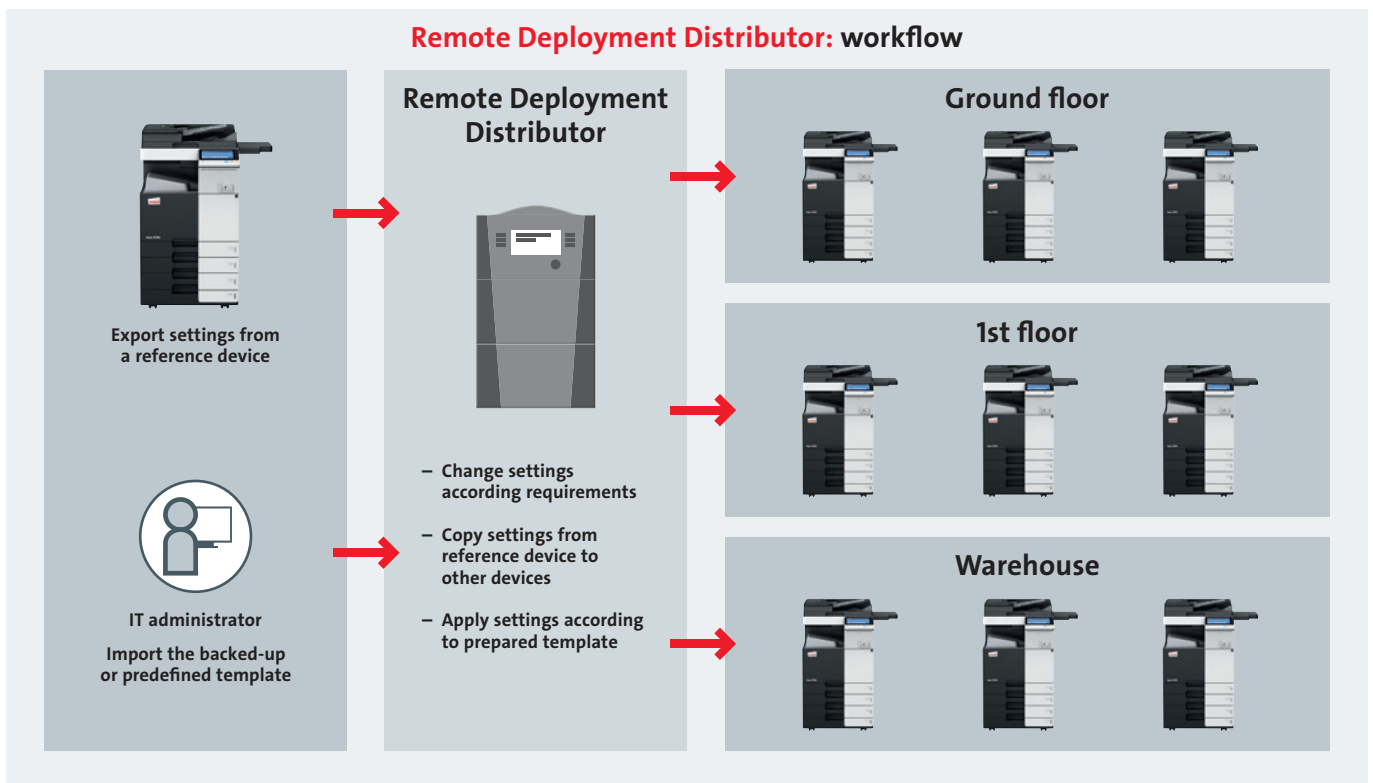 Remote Deployment Distributor: workflow
Export settings from
a reference device
IT administrator
Import the backed-up
or predefined template
Remote Deployment
Distributor
– Change settings
according requirements
– Copy settings from
reference device to
other devices
– Apply settings according
to prepared template
Ground floor
1st floor
Warehouse